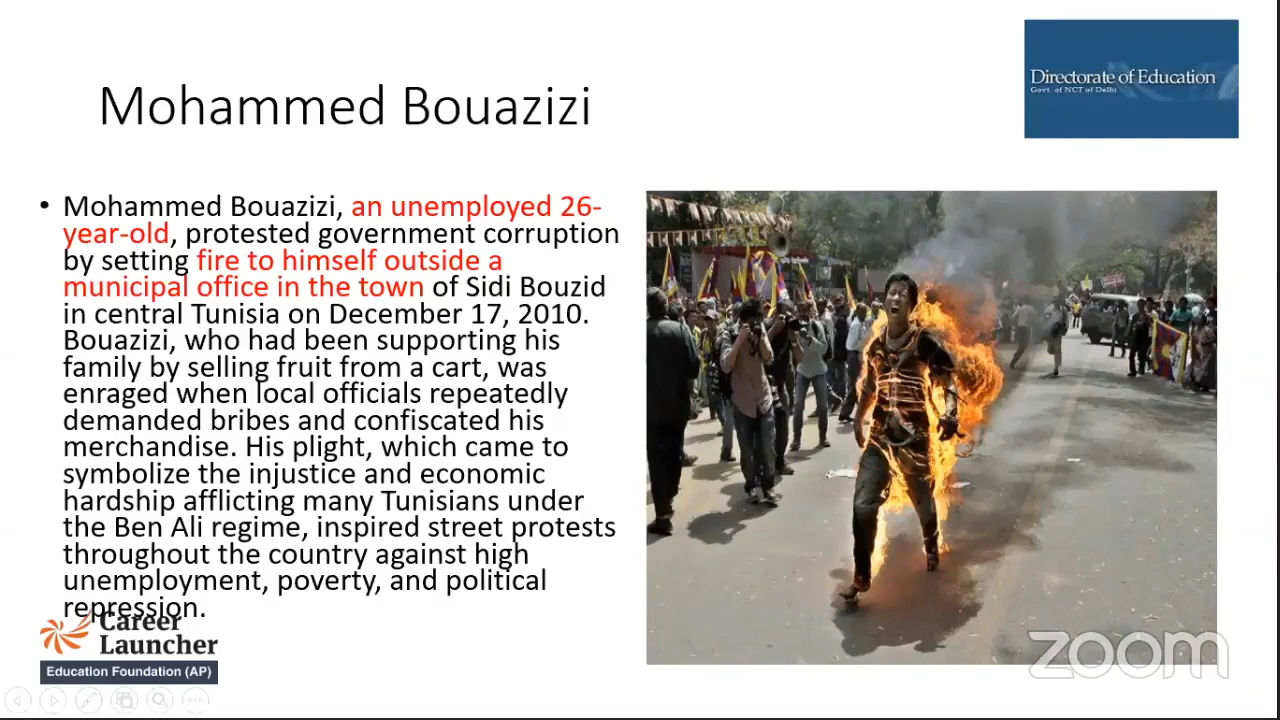 Directorate of Education
Govt. of NCT of Delhi
Mohammed Bouazizi
• Mohammed Bouazizi, an unemployed 26-
year-old, protested government corruption
by setting fire to himself outside a
municipal office in the town of Sidi Bouzid
in central Tunisia on December 17, 2010.
Bouazizi, who had been supporting his
family by selling fruit from a cart, was
enraged when local officials repeatedly
demanded bribes and confiscated his
merchandise. His plight, which came to
symbolize the injustice and economic
hardship afflicting many Tunisians under
the Ben Ali regime, inspired street protests
throughout the country against high
unemployment, poverty, and political
repression.
Career
Launcher
Education Foundation (AP)
zoom